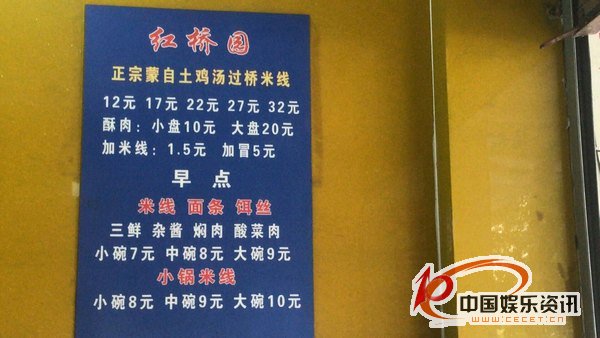 红桥园
正宗蒙自土鸡汤过桥米线
12元 17元 22元 27元 32元
酥肉：小盘10元 大盘20元
加米线：1.5元 加冒5元
早点
米线 面条 饵丝
三鲜 杂酱 焖肉 酸菜肉
小碗7元 中碗8元 大碗9元
小锅米线
小碗8元 中碗9元 大碗10元
中国娱乐资讯
WWW.CECET.CN